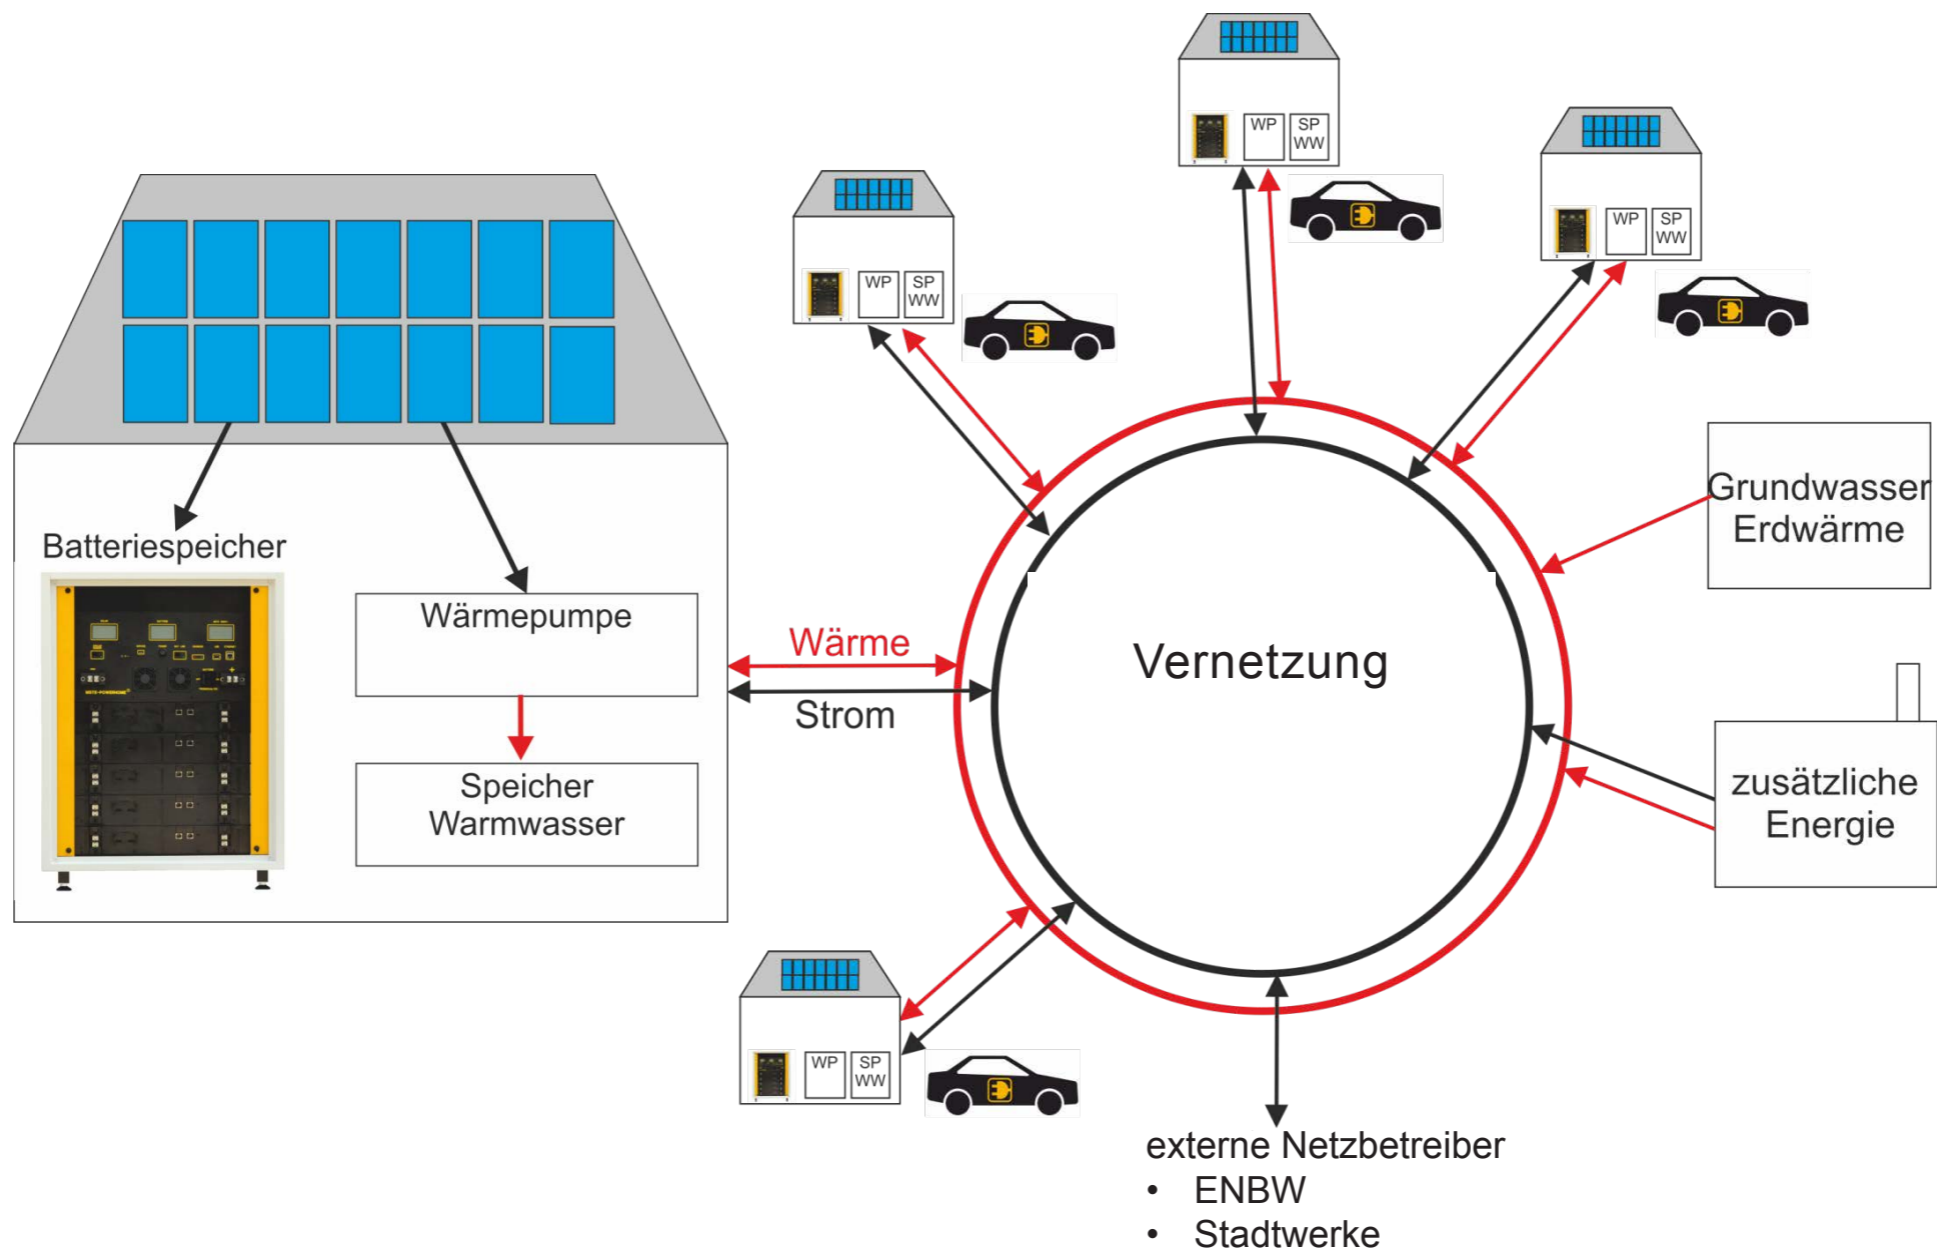 WP
SP
WW
WP
SP
WW
WP
SP
WW
Batteriespeicher
Wärmepumpe
Speicher
Warmwasser
Wärme
Strom
Vernetzung
Grundwasser
Erdwärme
zusätzliche
Energie
WP
SP
WW
externe Netzbetreiber
• ENBW
• Stadtwerke